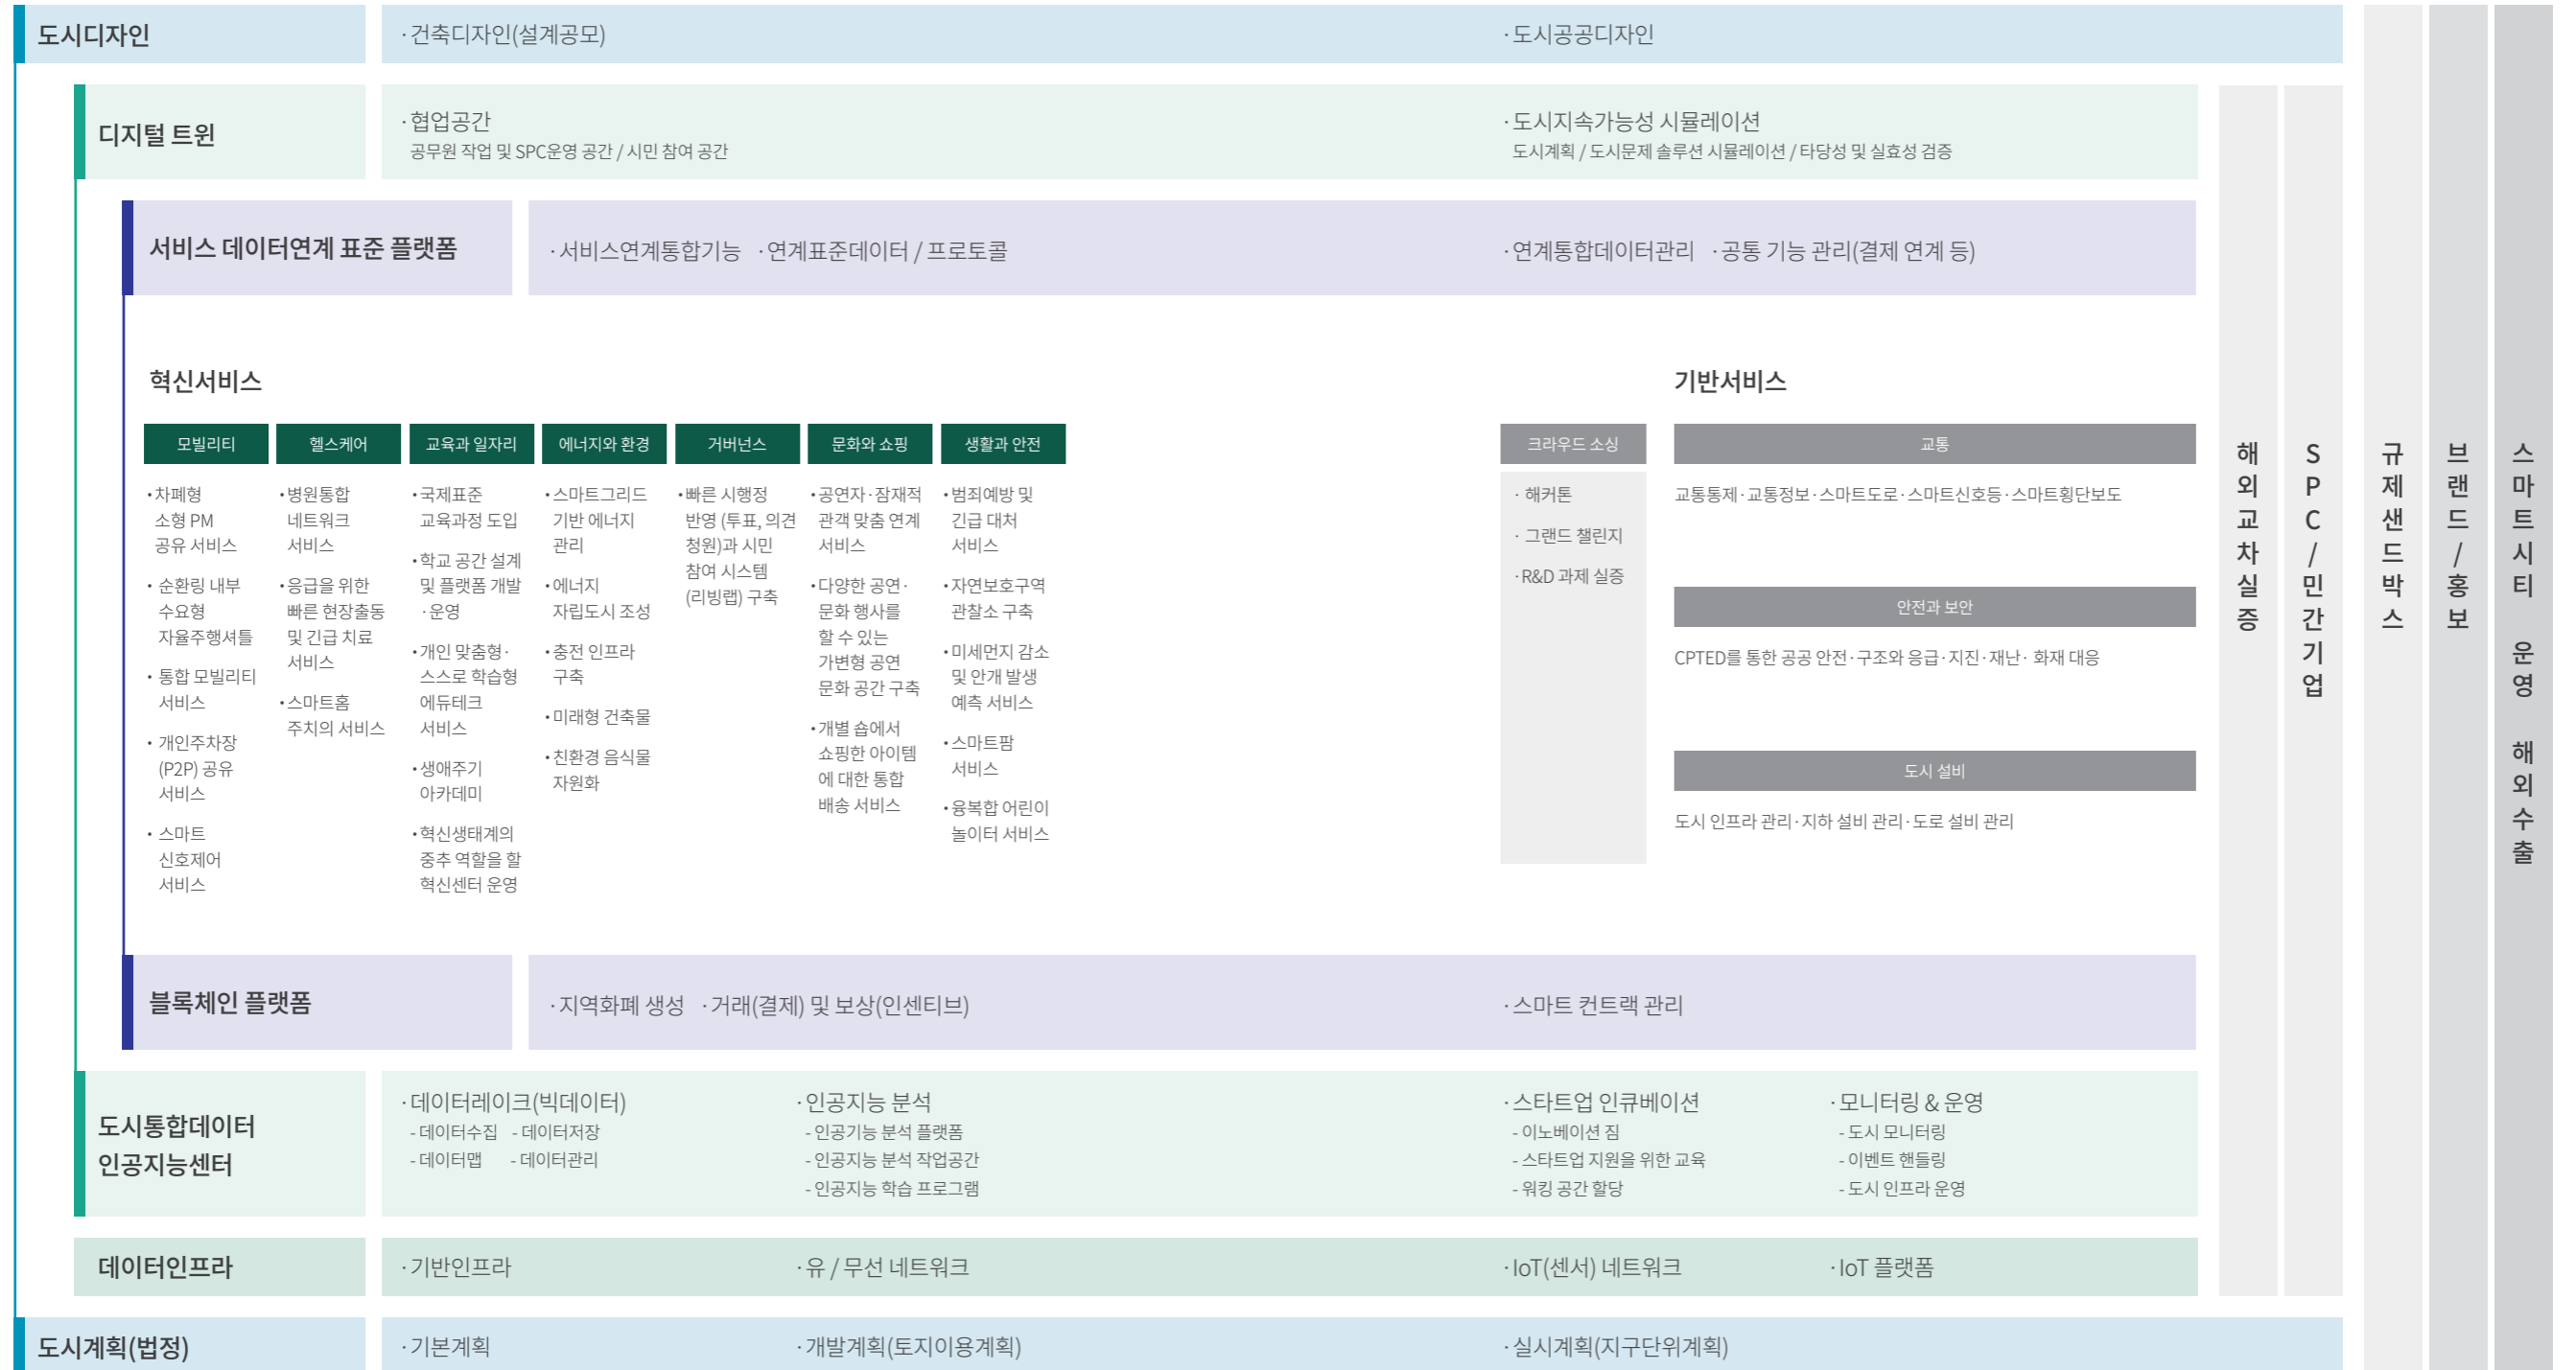 도시디자인
· 건축디자인(설계공모)
· 도시공공디자인
디지털 트윈
· 협업공간
공무원 작업 및 SPC운영 공간 / 시민 참여 공간
· 도시지속가능성 시뮬레이션
도시계획 / 도시문제 솔루션 시뮬레이션 / 타당성 및 실효성 검증
서비스 데이터연계 표준 플랫폼
· 서비스연계통합기능 · 연계표준데이터 / 프로토콜
· 연계통합데이터관리 · 공통 기능 관리(결제 연계 등)
혁신서비스
모빌리티
• 차폐형
소형 PM
공유 서비스
• 순환링 내부
수요형
자율주행셔틀
• 통합 모빌리티
서비스
• 개인주차장
(P2P) 공유
서비스
• 스마트
신호제어
서비스
헬스케어
• 병원통합
네트워크
서비스
• 응급을 위한
빠른 현장출동
및 긴급 치료
서비스
• 스마트홈
주치의 서비스
교육과 일자리
• 국제표준
교육과정 도입
• 학교 공간 설계
및 플랫폼 개발
· 운영
• 개인 맞춤형·
스스로 학습형
에듀테크
서비스
• 생애주기
아카데미
• 혁신생태계의
중추 역할을 할
혁신센터 운영
에너지와 환경
• 스마트그리드
기반 에너지
관리
• 에너지
자립도시 조성
• 충전 인프라
구축
• 미래형 건축물
• 친환경 음식물
자원화
거버넌스
• 빠른 시행정
반영 (투표, 의견
청원)과 시민
참여 시스템
(리빙랩) 구축
문화와 쇼핑
• 공연자·잠재적
관객 맞춤 연계
서비스
• 다양한 공연·
문화 행사를
할 수 있는
가변형 공연
문화 공간 구축
• 개별 숍에서
쇼핑한 아이템
에 대한 통합
배송 서비스
생활과 안전
• 범죄예방 및
긴급 대처
서비스
• 자연보호구역
관찰소 구축
• 미세먼지 감소
및 안개 발생
예측 서비스
• 스마트팜
서비스
• 융복합 어린이
놀이터 서비스
크라우드 소싱
· 해커톤
· 그랜드 챌린지
· R&D 과제 실증
기반서비스
교통
교통통제·교통정보·스마트도로·스마트신호등·스마트횡단보도
안전과 보안
CPTED를 통한 공공 안전·구조와 응급·지진·재난· 화재 대응
도시 설비
도시 인프라 관리·지하 설비 관리·도로 설비 관리
블록체인 플랫폼
· 지역화폐 생성 · 거래(결제) 및 보상(인센티브)
· 스마트 컨트랙 관리
도시통합데이터
인공지능센터
· 데이터레이크(빅데이터)
- 데이터수집 - 데이터저장
- 데이터맵 - 데이터관리
· 인공지능 분석
- 인공기능 분석 플랫폼
- 인공지능 분석 작업공간
- 인공지능 학습 프로그램
· 스타트업 인큐베이션
- 이노베이션 짐
- 스타트업 지원을 위한 교육
- 워킹 공간 할당
· 모니터링 & 운영
- 도시 모니터링
- 이벤트 핸들링
- 도시 인프라 운영
데이터인프라
· 기반인프라
· 유 / 무선 네트워크
· IoT(센서) 네트워크
· IoT 플랫폼
도시계획(법정)
· 기본계획
· 개발계획(토지이용계획)
· 실시계획(지구단위계획)
해외교차실증
SPC/민간기업
규제샌드박스
브랜드/홍보
스마트시티 운영 해외수출